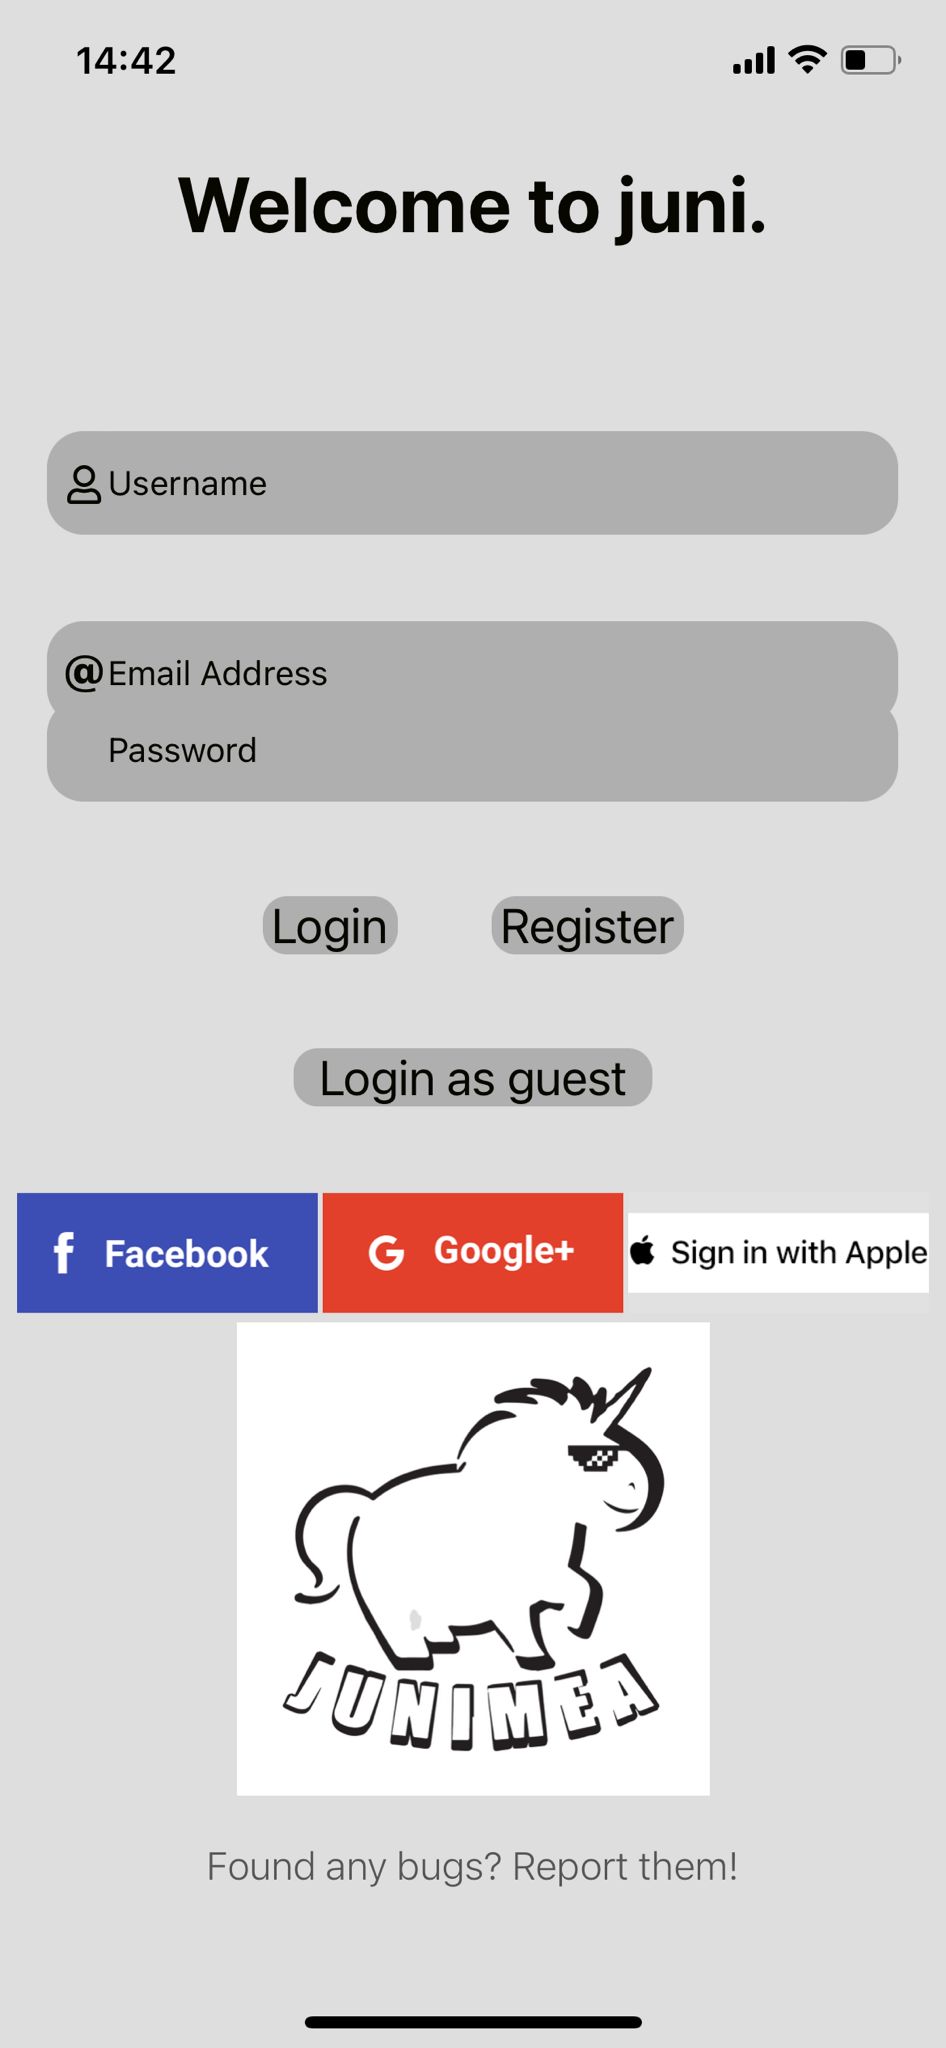 14:42
Welcome to juni.
Username
@ Email Address
Password
Login Register
Login as guest
f Facebook G Google+ Sign in with Apple
JUNIMEA
Found any bugs? Report them!